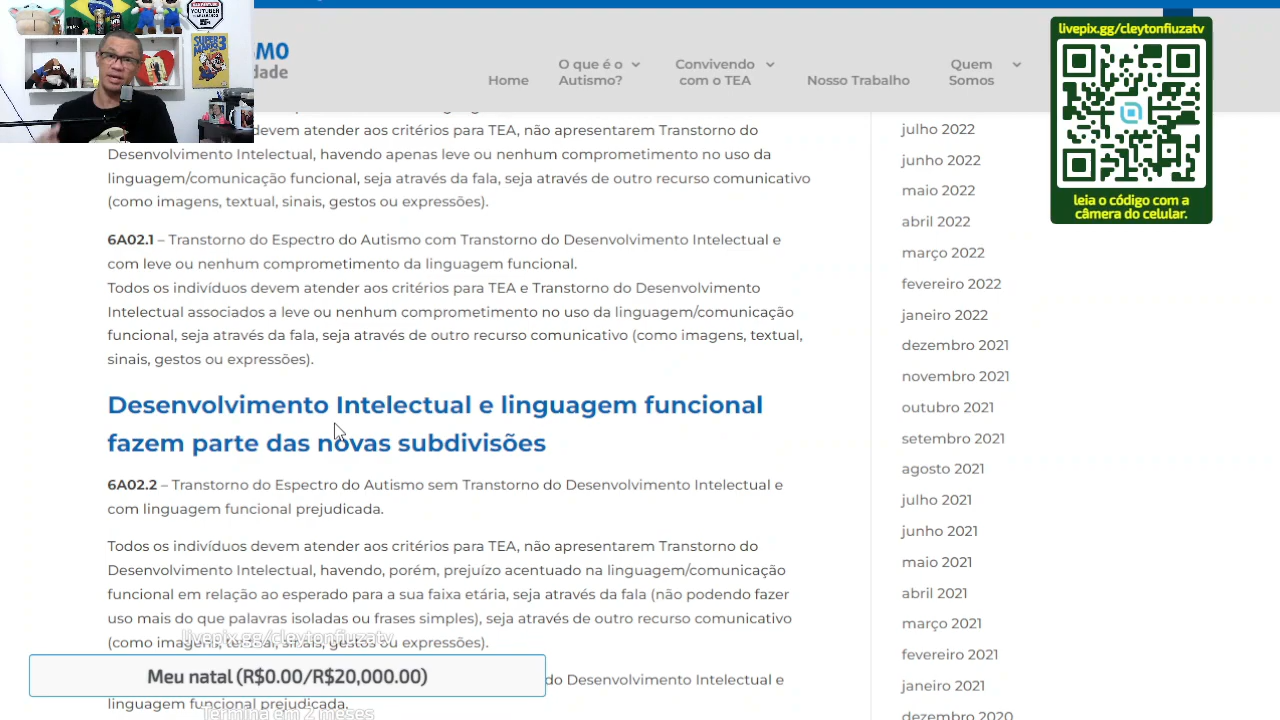 YOUTUBER
SUPER
MARIO 3
MO
dade
Home
O que é o
Autismo?
Convivendo
com o TEA
Nosso Trabalho
Quem
Somos
livepix.gg/cleytonfiuzatv
leia o código com a
câmera do celular.
devem atender aos critérios para TEA, não apresentarem Transtorno do
Desenvolvimento Intelectual, havendo apenas leve ou nenhum comprometimento no uso da
linguagem/comunicação funcional, seja através da fala, seja através de outro recurso comunicativo
(como imagens, textual, sinais, gestos ou expressões).
6A02.1 – Transtorno do Espectro do Autismo com Transtorno do Desenvolvimento Intelectual e
com leve ou nenhum comprometimento da linguagem funcional.
Todos os indivíduos devem atender aos critérios para TEA e Transtorno do Desenvolvimento
Intelectual associados a leve ou nenhum comprometimento no uso da linguagem/comunicação
funcional, seja através da fala, seja através de outro recurso comunicativo (como imagens, textual,
sinais, gestos ou expressões).
Desenvolvimento Intelectual e linguagem funcional
fazem parte das novas subdivisões
6A02.2 – Transtorno do Espectro do Autismo sem Transtorno do Desenvolvimento Intelectual e
com linguagem funcional prejudicada.
Todos os indivíduos devem atender aos critérios para TEA, não apresentarem Transtorno do
Desenvolvimento Intelectual, havendo, porém, prejuízo acentuado na linguagem/comunicação
funcional em relação ao esperado para a sua faixa etária, seja através da fala (não podendo fazer
uso mais do que palavras isoladas ou frases simples), seja através de outro recurso comunicativo
(como imagens, textual, sinais, gestos ou expressões).
livepix.gg/cleytonfiuzatv
Meu natal (R$0.00/R$20,000.00)
do Desenvolvimento Intelectual e
linguagem funcional prejudicada.
Termina em 2 meses
julho 2022
junho 2022
maio 2022
abril 2022
março 2022
fevereiro 2022
janeiro 2022
dezembro 2021
novembro 2021
outubro 2021
setembro 2021
agosto 2021
julho 2021
junho 2021
maio 2021
abril 2021
março 2021
fevereiro 2021
janeiro 2021
dezembro 2020